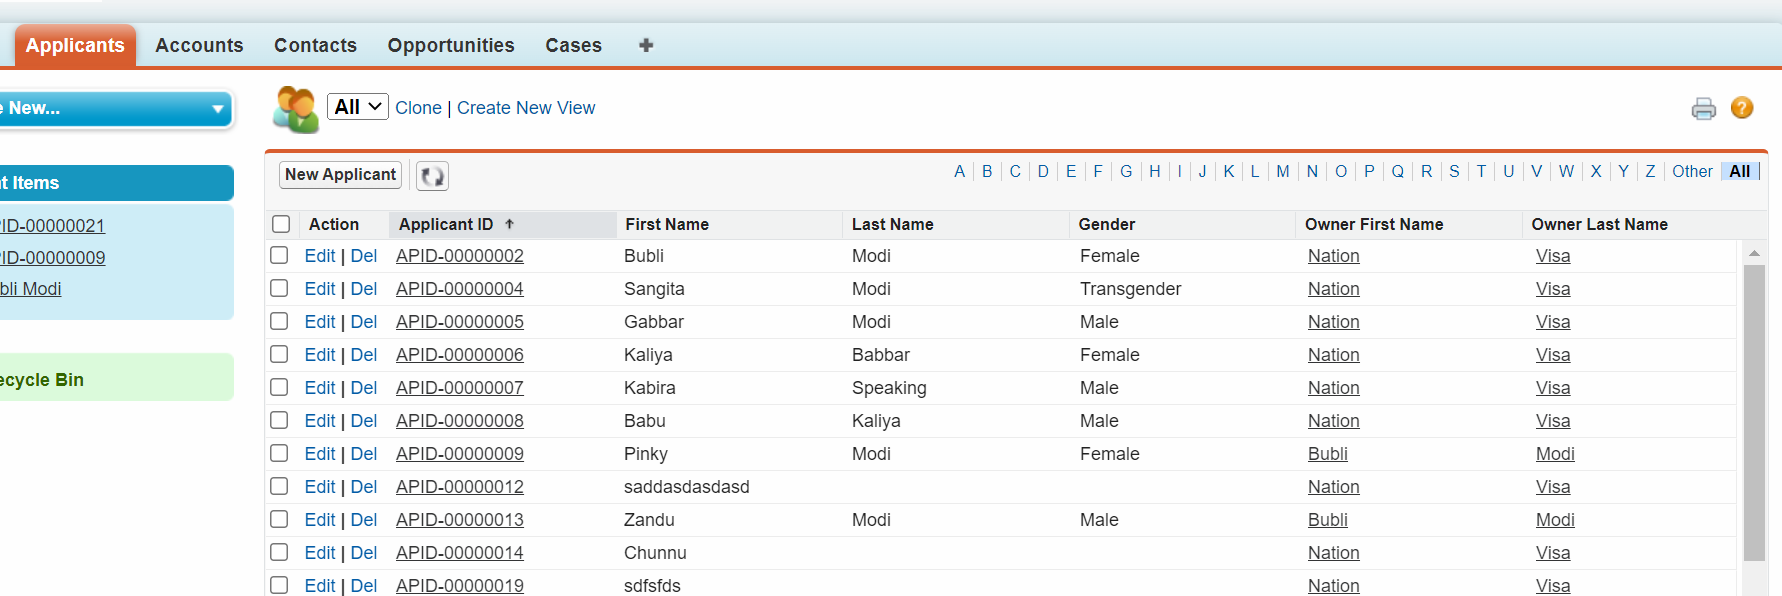 Applicants Accounts Contacts Opportunities Cases
e New...
All Clone | Create New View
t Items
New Applicant A B C D E F G H I J K L M N O P Q R S T U V W X Y Z Other All
PID-00000021
PID-00000009
bli Modi
ecycle Bin
Action Applicant ID First Name Last Name Gender Owner First Name Owner Last Name
Edit | Del APID-00000002 Bubli Modi Female Nation Visa
Edit | Del APID-00000004 Sangita Modi Transgender Nation Visa
Edit | Del APID-00000005 Gabbar Modi Male Nation Visa
Edit | Del APID-00000006 Kaliya Babbar Female Nation Visa
Edit | Del APID-00000007 Kabira Speaking Male Nation Visa
Edit | Del APID-00000008 Babu Kaliya Male Nation Visa
Edit | Del APID-00000009 Pinky Modi Female Bubli Modi
Edit | Del APID-00000012 saddasdasdasd Nation Visa
Edit | Del APID-00000013 Zandu Modi Male Bubli Modi
Edit | Del APID-00000014 Chunnu Nation Visa
Edit | Del APID-00000019 sdfsfds Nation Visa